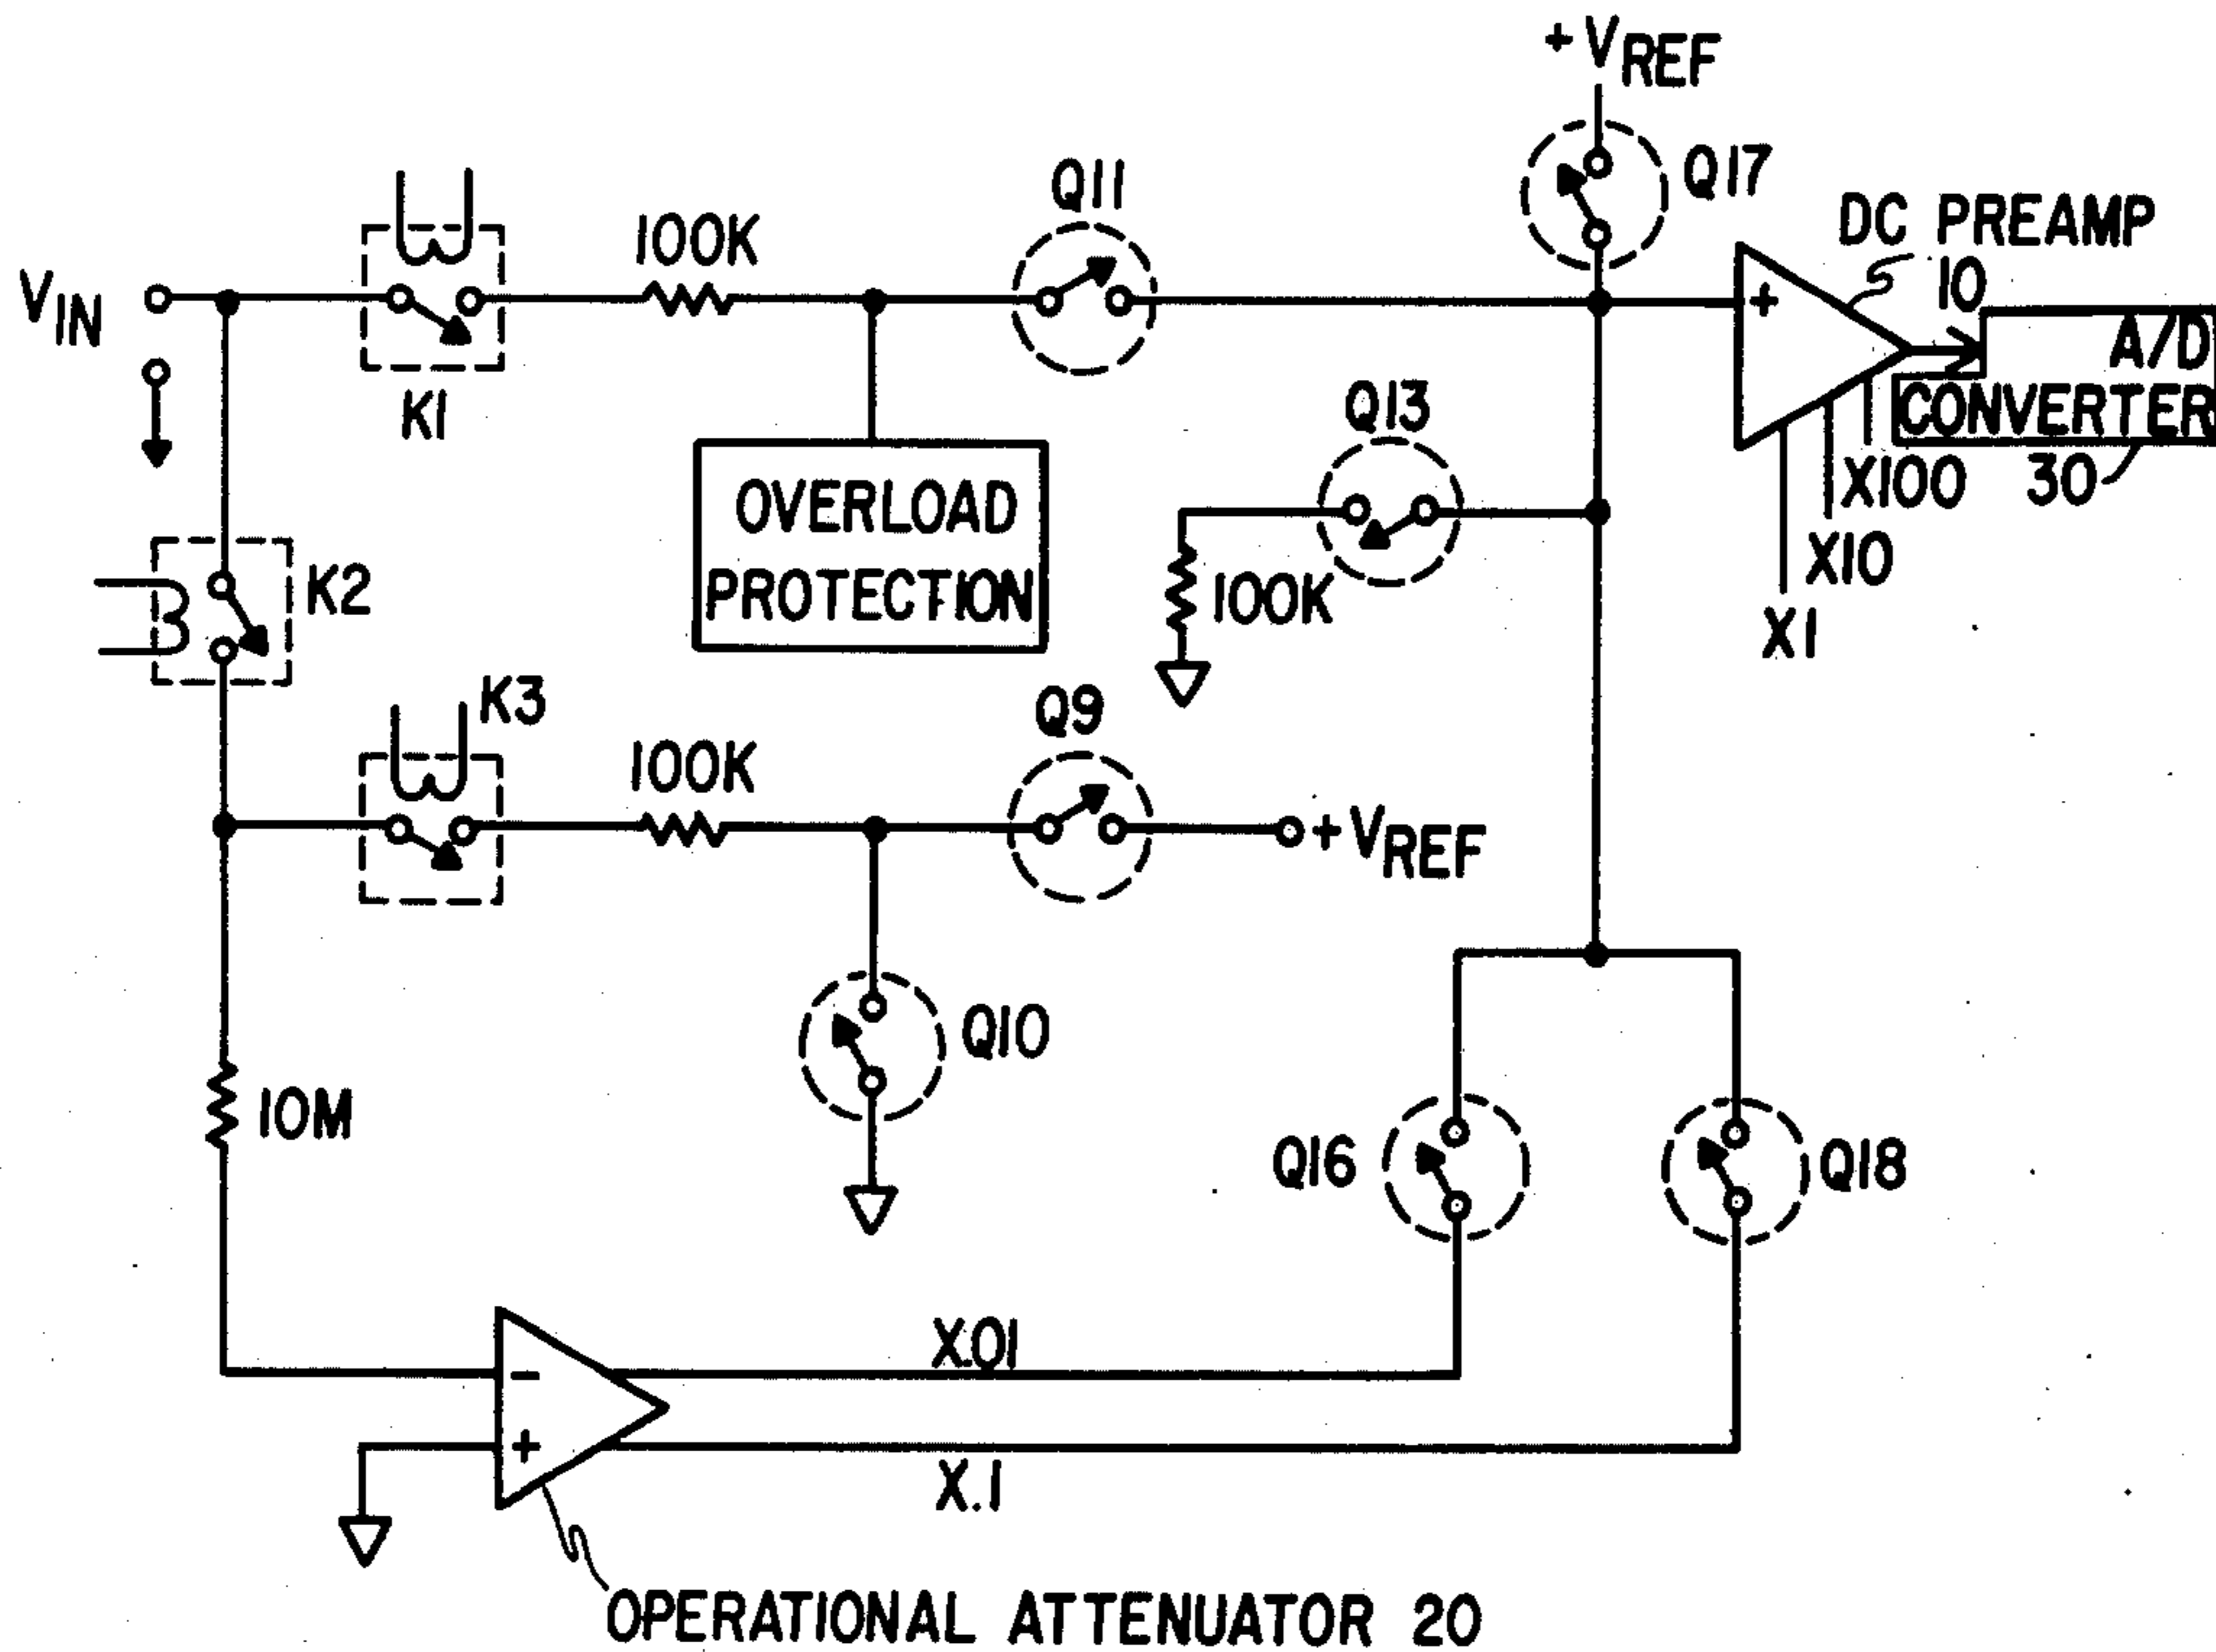 +VREF
Q17
Q11
DC PREAMP
10
100K
VIN
+
A/D
CONVERTER
K1
Q13
X100
30
OVERLOAD
PROTECTION
X10
K2
100K
X1
K3
Q9
100K
+VREF
Q10
10M
Q16
Q18
X.01
-
+
X.1
OPERATIONAL ATTENUATOR 20